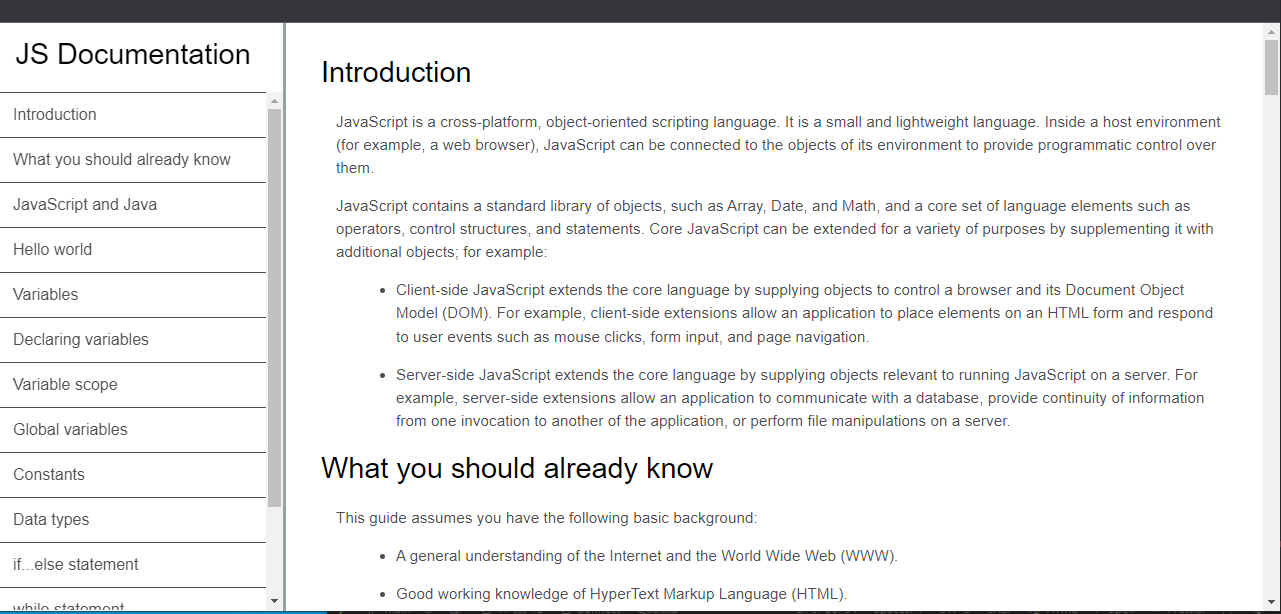 JS Documentation
Introduction
What you should already know
JavaScript and Java
Hello world
Variables
Declaring variables
Variable scope
Global variables
Constants
Data types
if...else statement
while statement
Introduction
JavaScript is a cross-platform, object-oriented scripting language. It is a small and lightweight language. Inside a host environment
(for example, a web browser), JavaScript can be connected to the objects of its environment to provide programmatic control over
them.
JavaScript contains a standard library of objects, such as Array, Date, and Math, and a core set of language elements such as
operators, control structures, and statements. Core JavaScript can be extended for a variety of purposes by supplementing it with
additional objects; for example:
• Client-side JavaScript extends the core language by supplying objects to control a browser and its Document Object
Model (DOM). For example, client-side extensions allow an application to place elements on an HTML form and respond
to user events such as mouse clicks, form input, and page navigation.
• Server-side JavaScript extends the core language by supplying objects relevant to running JavaScript on a server. For
example, server-side extensions allow an application to communicate with a database, provide continuity of information
from one invocation to another of the application, or perform file manipulations on a server.
What you should already know
This guide assumes you have the following basic background:
• A general understanding of the Internet and the World Wide Web (WWW).
• Good working knowledge of HyperText Markup Language (HTML).